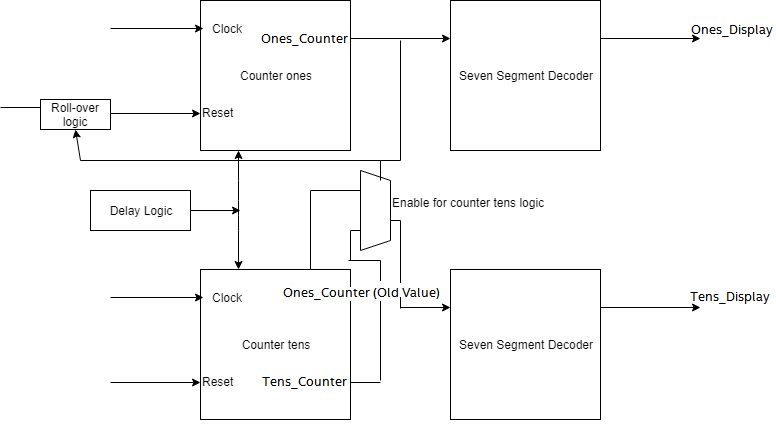 Clock
Ones_Counter
Ones_Display
Counter ones
Seven Segment Decoder
Roll-over
logic
Reset
Delay Logic
Enable for counter tens logic
Clock
Ones_Counter (Old Value)
Tens_Display
Counter tens
Seven Segment Decoder
Reset
Tens_Counter